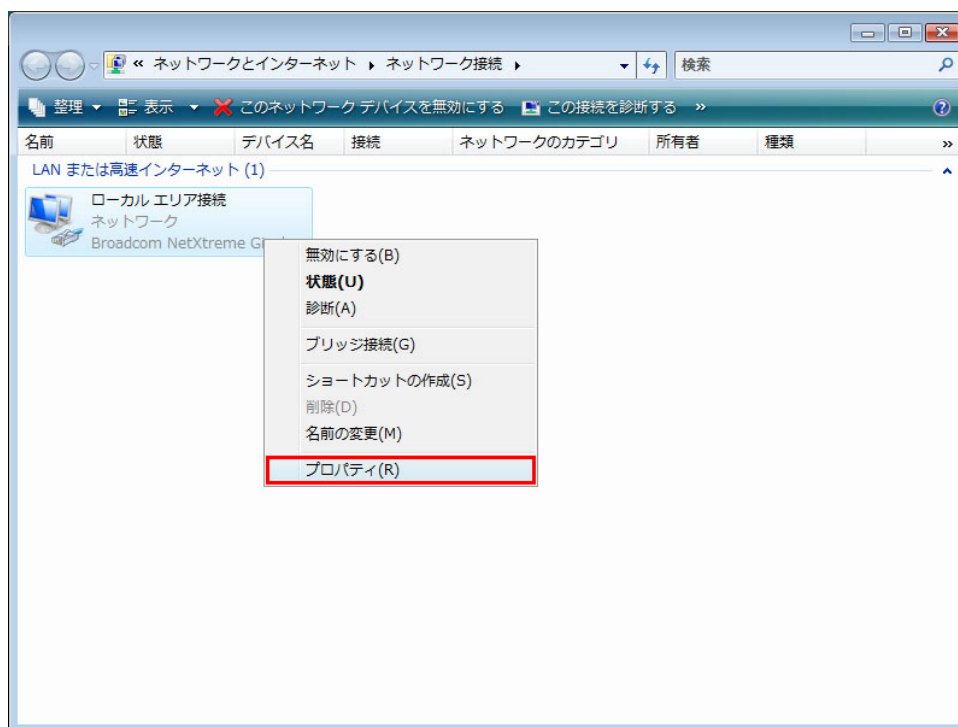 « ネットワークとインターネット ネットワーク接続 検索
整理 表示 このネットワーク デバイスを無効にする この接続を診断する »
名前 状態 デバイス名 接続 ネットワークのカテゴリ 所有者 種類 »
LAN または高速インターネット (1)
ローカル エリア接続
ネットワーク
Broadcom NetXtreme
無効にする(B)
状態(U)
診断(A)
ブリッジ接続(G)
ショートカットの作成(S)
削除(D)
名前の変更(M)
プロパティ(R)